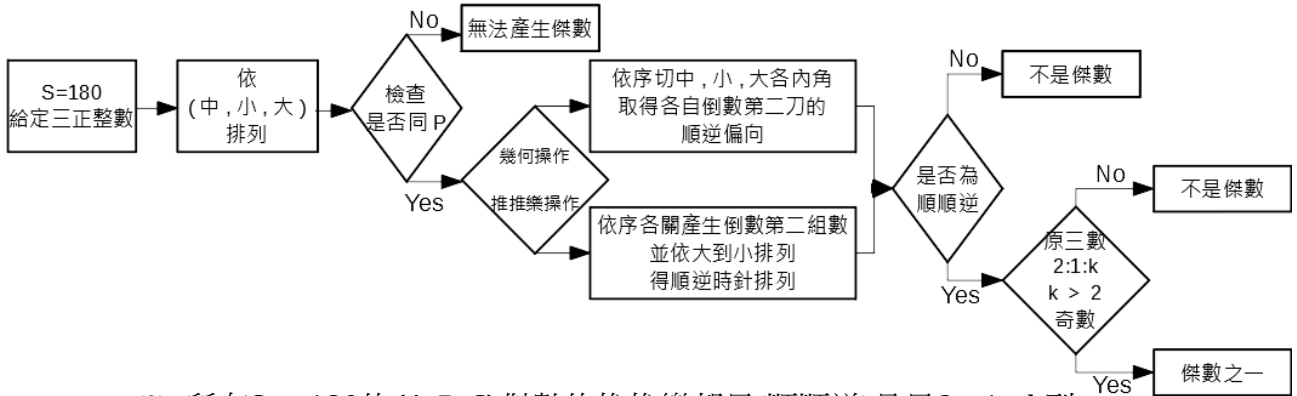 S=180
給定三正整數
依
(中,小,大)
排列
檢查
是否同P
No
無法產生傑數
Yes
幾何操作
推推樂操作
依序切中,小,大各內角
取得各自倒數第二刀的
順逆偏向
依序各關產生倒數第二組數
並依大到小排列
得順逆時針排列
是否為
順順逆
No
不是傑數
Yes
原三數
2:1:k
k > 2
奇數
No
不是傑數
Yes
傑數之一